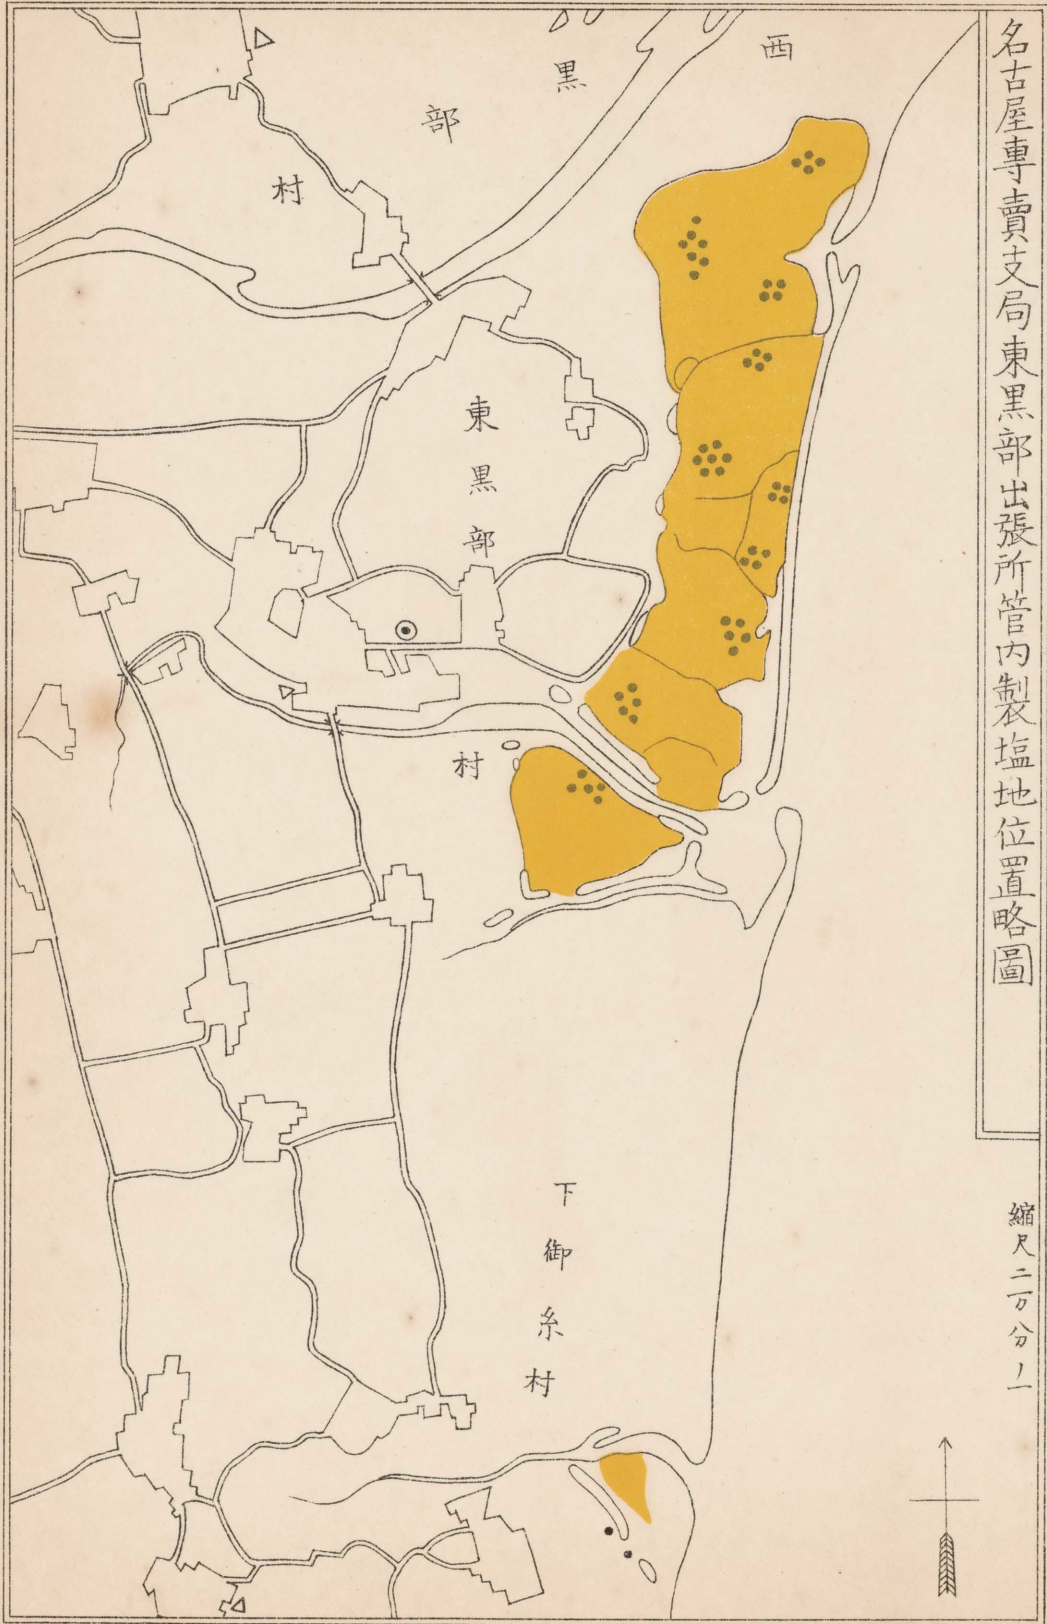 名古屋專賣支局東黒部出張所管内製塩地位置略圖
縮尺二万分ノ一
西黒部村
東黒部村
下御糸村